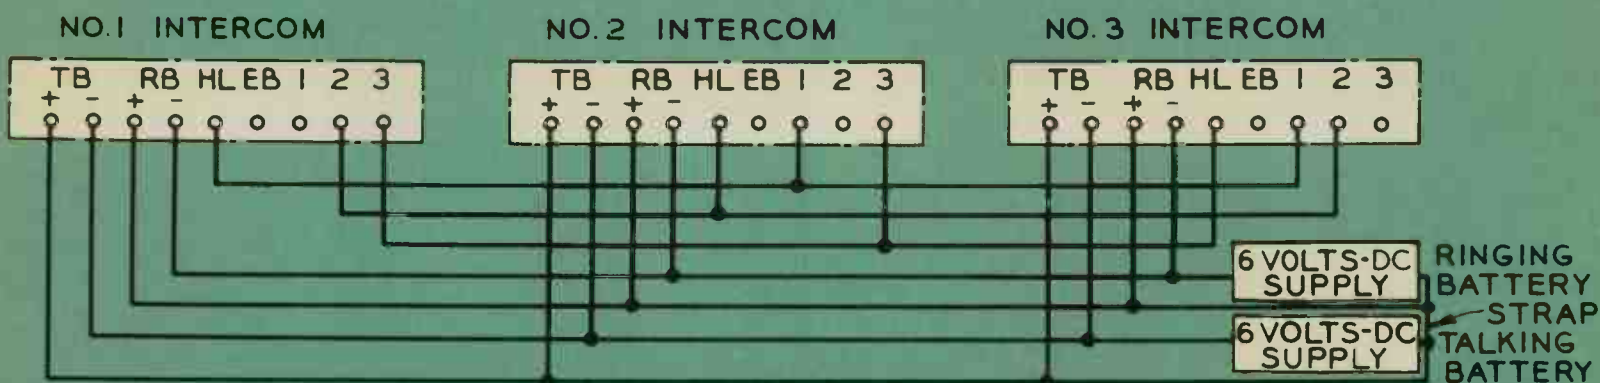 NO.1 INTERCOM
NO.2 INTERCOM
NO.3 INTERCOM
TB RB HL EB 1 2 3
+ - + -
TB RB HL EB 1 2 3
+ - + -
TB RB HL EB 1 2 3
+ - + -
6 VOLTS-DC
SUPPLY
RINGING
BATTERY
STRAP
6 VOLTS-DC
SUPPLY
TALKING
BATTERY